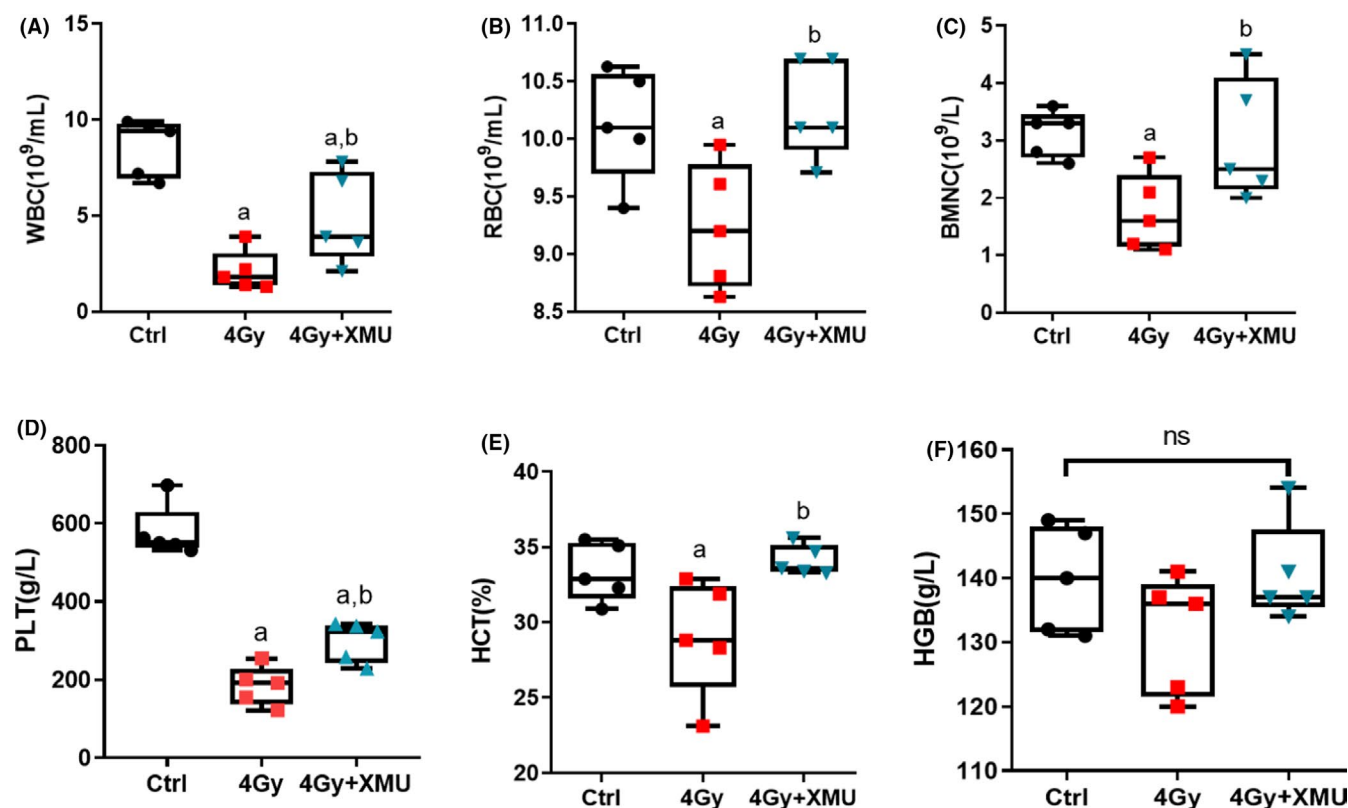 (A)
15
10
5
0
WBC(10⁹/mL)
a
a,b
Ctrl
4Gy
4Gy+XMU
(B)
11.0
10.5
10.0
9.5
9.0
8.5
RBC(10⁹/mL)
a
b
Ctrl
4Gy
4Gy+XMU
(C)
5
4
3
2
1
0
BMNC(10⁹/L)
a
b
Ctrl
4Gy
4Gy+XMU
(D)
800
600
400
200
0
PLT(g/L)
a
a,b
Ctrl
4Gy
4Gy+XMU
(E)
40
35
30
25
20
HCT(%)
a
b
Ctrl
4Gy
4Gy+XMU
(F)
160
150
140
130
120
110
HGB(g/L)
ns
Ctrl
4Gy
4Gy+XMU